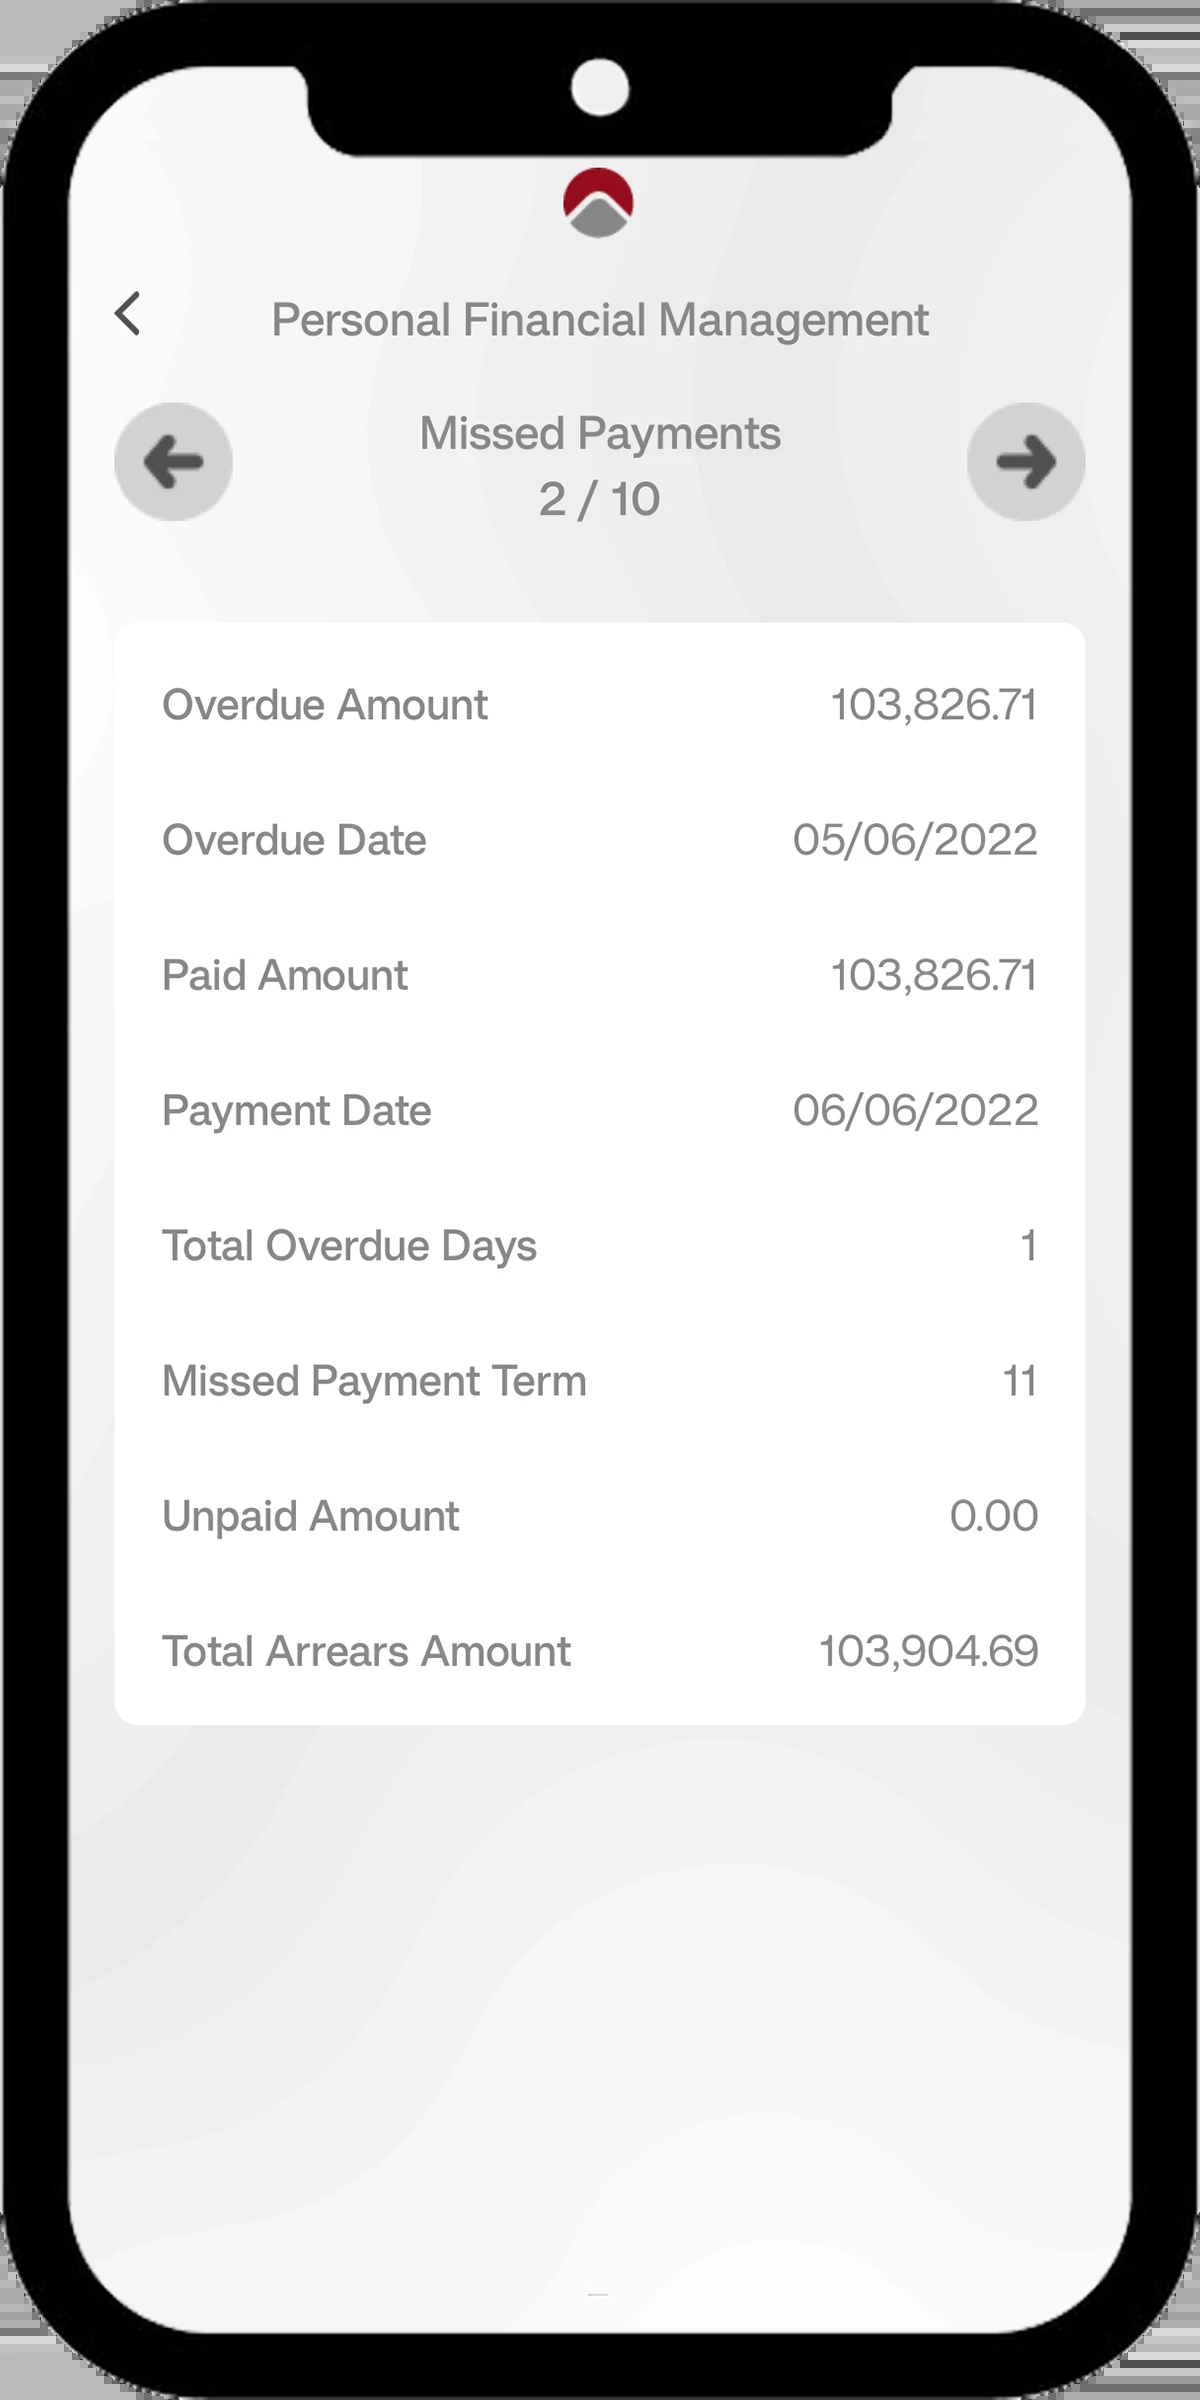 Personal Financial Management
Missed Payments
2 / 10
Overdue Amount 103,826.71
Overdue Date 05/06/2022
Paid Amount 103,826.71
Payment Date 06/06/2022
Total Overdue Days 1
Missed Payment Term 11
Unpaid Amount 0.00
Total Arrears Amount 103,904.69